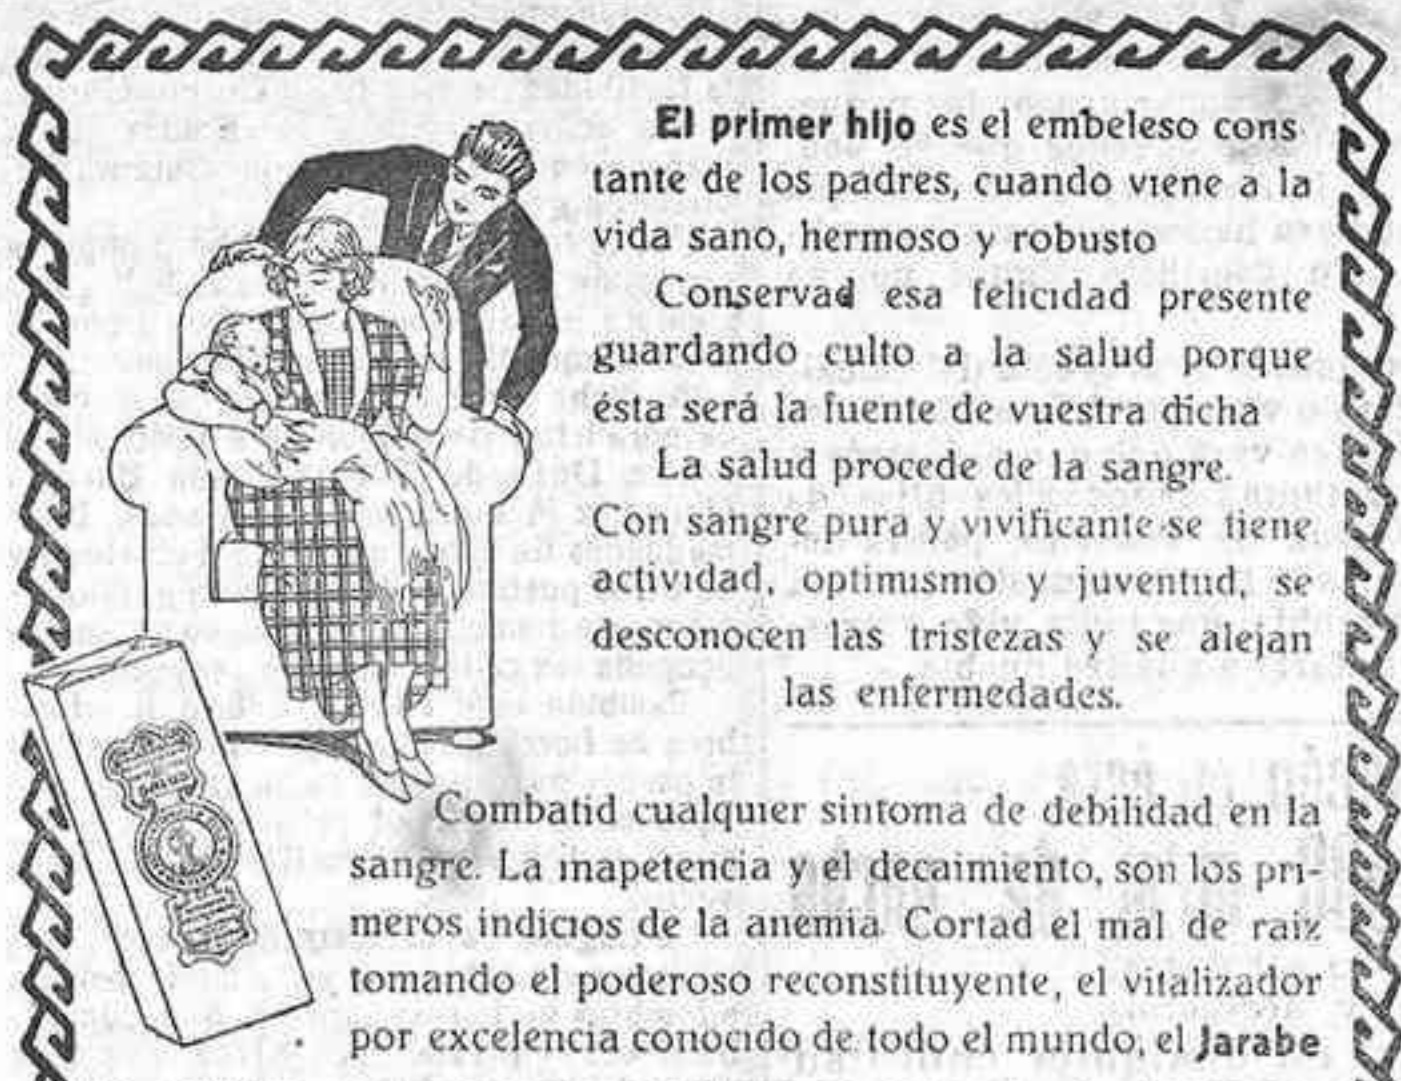 El primer hijo es el embeleso cons
tante de los padres, cuando viene a la
vida sano, hermoso y robusto
Conservad esa felicidad presente
guardando culto a la salud porque
ésta será la fuente de vuestra dicha
La salud procede de la sangre.
Con sangre pura y vivificante se tiene
actividad, optimismo y juventud, se
desconocen las tristezas y se alejan
las enfermedades.
SALUD
Combatid cualquier sintoma de debilidad en la
sangre. La inapetencia y el decaimiento, son los pri-
meros indicios de la anemia. Cortad el mal de raiz
tomando el poderoso reconstituyente, el vitalizador
por excelencia conocido de todo el mundo, el Jarabe